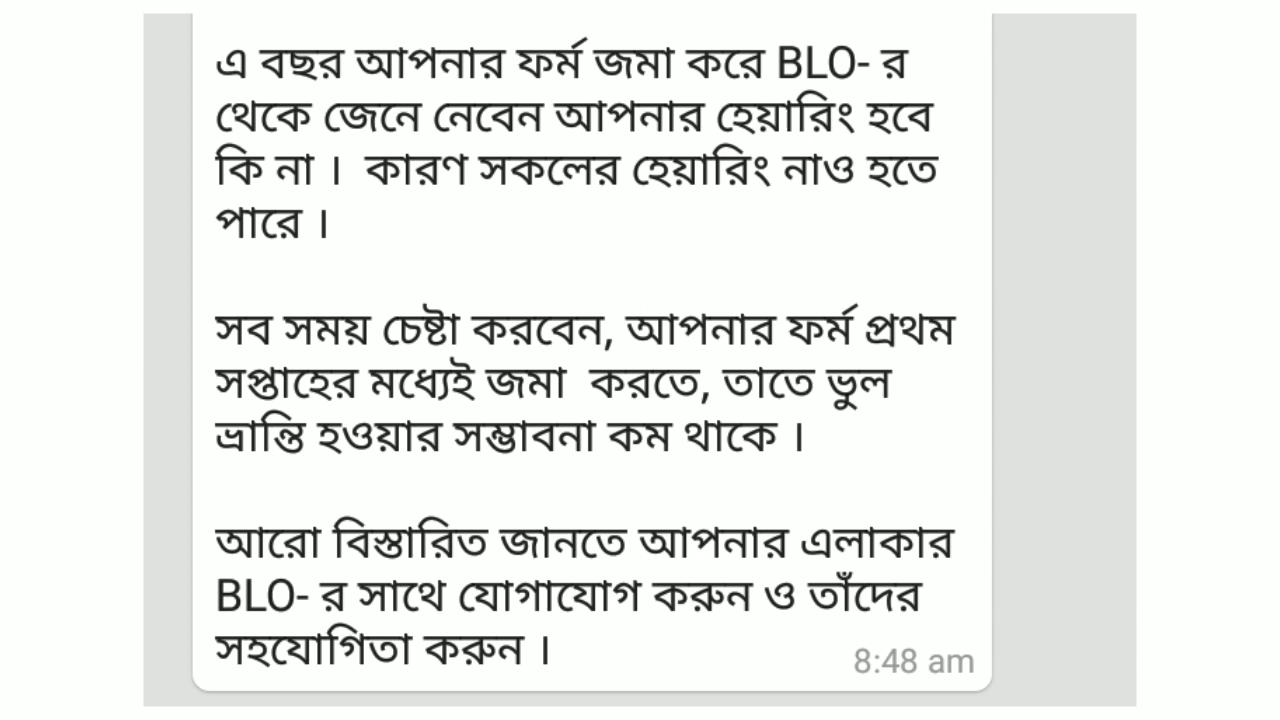 এ বছর আপনার ফর্ম জমা করে BLO- র
থেকে জেনে নেবেন আপনার হেয়ারিং হবে
কি না । কারণ সকলের হেয়ারিং নাও হতে
পারে ।
সব সময় চেষ্টা করবেন, আপনার ফর্ম প্রথম
সপ্তাহের মধ্যেই জমা করতে, তাতে ভুল
ভ্রান্তি হওয়ার সম্ভাবনা কম থাকে ।
আরো বিস্তারিত জানতে আপনার এলাকার
BLO- র সাথে যোগাযোগ করুন ও তাঁদের
সহযোগিতা করুন ।
8:48 am